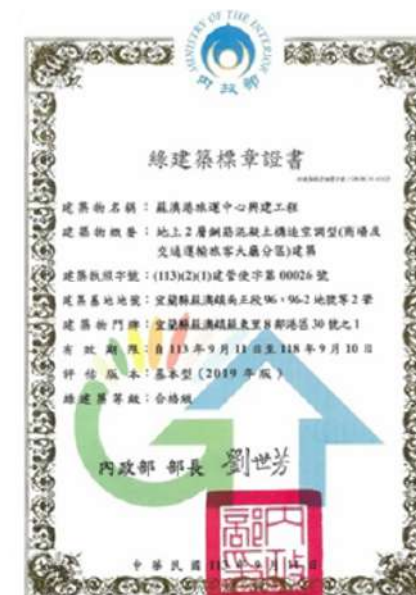 MINISTRY OF THE INTERIOR
內政部
綠建築標章證書
建築物名稱：蘇澳港旅運中心興建工程
建築物概要：地上2層鋼筋混凝土構造空調型(商場及
交通運輸旅客大廳分區)建築
建築執照字號：(113)(2)(1)建管使字第00026號
建築基地地號：宜蘭縣蘇澳鎮南正段96、96-2地號等2筆
建築物門牌：宜蘭縣蘇澳鎮蘇東里8鄰港區30號之1
有效期限：自113年9月11日至118年9月10日
評估版本：基本型(2019年版)
綠建築等級：合格級
內政部 部長 劉世芳
中華民國113年9月11日